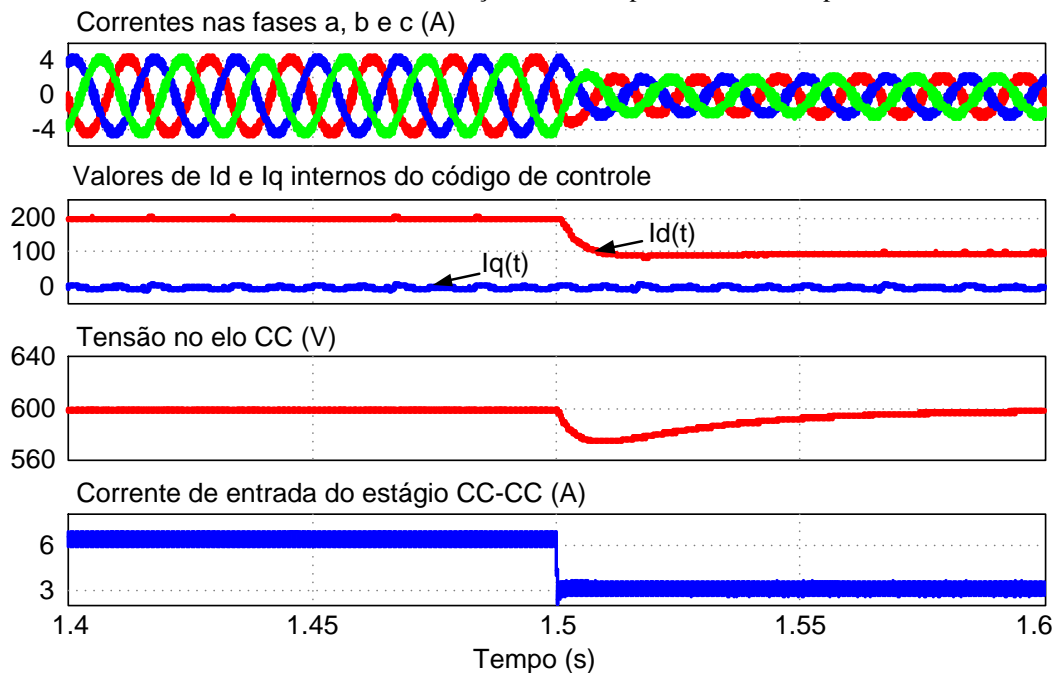 Correntes nas fases a, b e c (A)
4
0
-4
Valores de Id e Iq internos do código de controle
200
100
0
Id(t)
Iq(t)
Tensão no elo CC (V)
640
600
560
Corrente de entrada do estágio CC-CC (A)
6
3
1.4
1.45
1.5
1.55
1.6
Tempo (s)